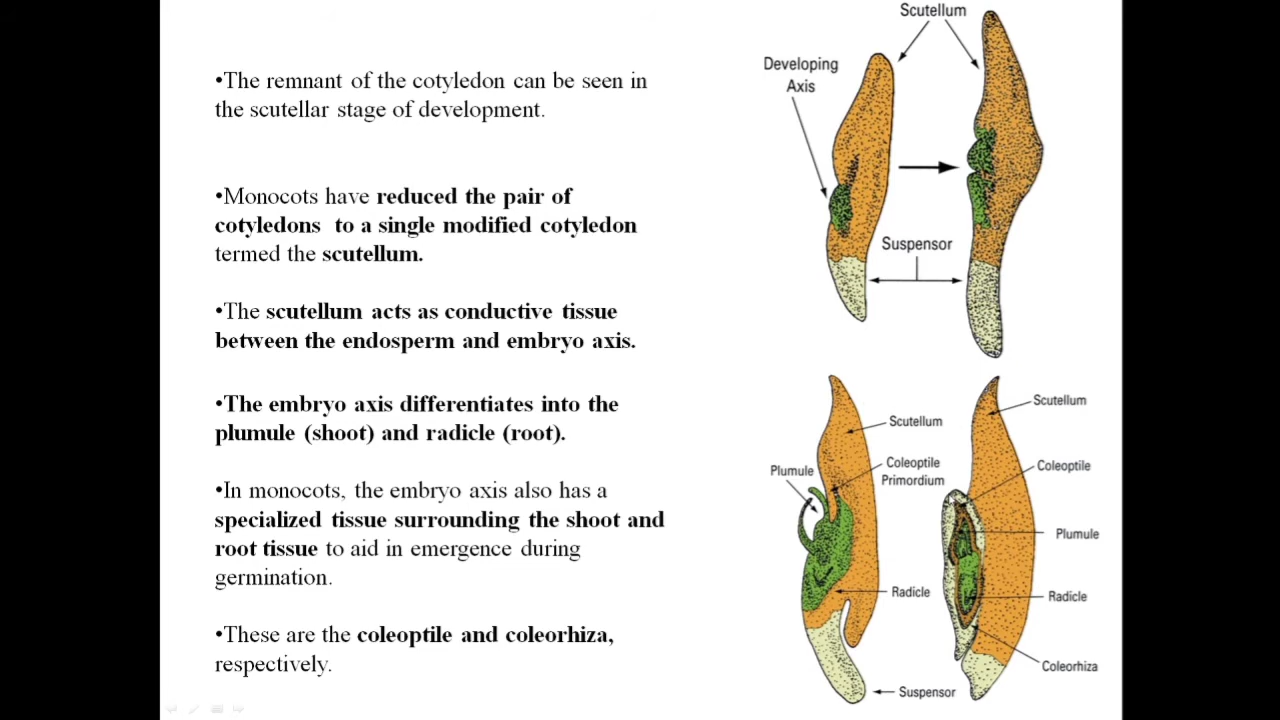 •The remnant of the cotyledon can be seen in
the scutellar stage of development.
•Monocots have reduced the pair of
cotyledons  to a single modified cotyledon
termed the scutellum.
•The scutellum acts as conductive tissue
between the endosperm and embryo axis.
•The embryo axis differentiates into the
plumule (shoot) and radicle (root).
•In monocots, the embryo axis also has a
specialized tissue surrounding the shoot and
root tissue to aid in emergence during
germination.
•These are the coleoptile and coleorhiza,
respectively.
Scutellum
Developing
Axis
Suspensor
Scutellum
Plumule
Coleoptile
Primordium
Radicle
Suspensor
Scutellum
Coleoptile
Plumule
Radicle
Coleorhiza